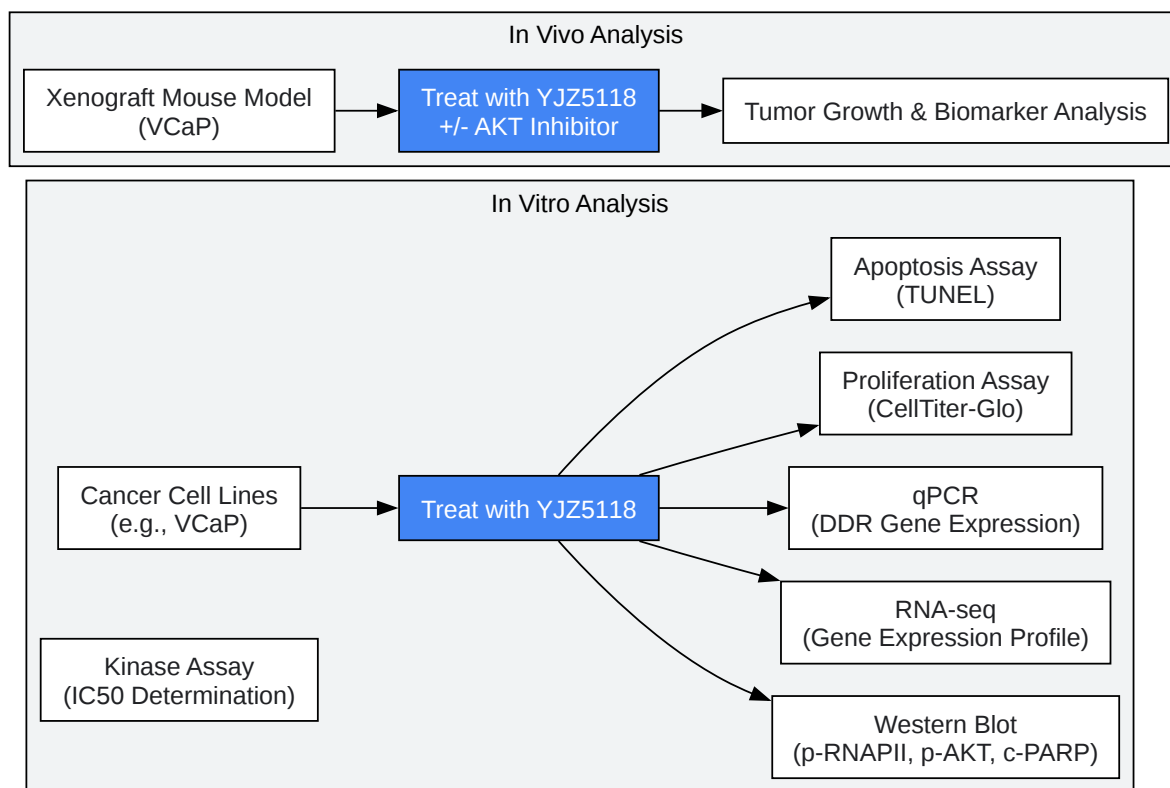 In Vivo Analysis
Xenograft Mouse Model
(VCaP)
Treat with YJZ5118
+/- AKT Inhibitor
Tumor Growth & Biomarker Analysis
In Vitro Analysis
Cancer Cell Lines
(e.g., VCaP)
Treat with YJZ5118
Apoptosis Assay
(TUNEL)
Proliferation Assay
(CellTiter-Glo)
qPCR
(DDR Gene Expression)
RNA-seq
(Gene Expression Profile)
Western Blot
(p-RNAPII, p-AKT, c-PARP)
Kinase Assay
(IC50 Determination)